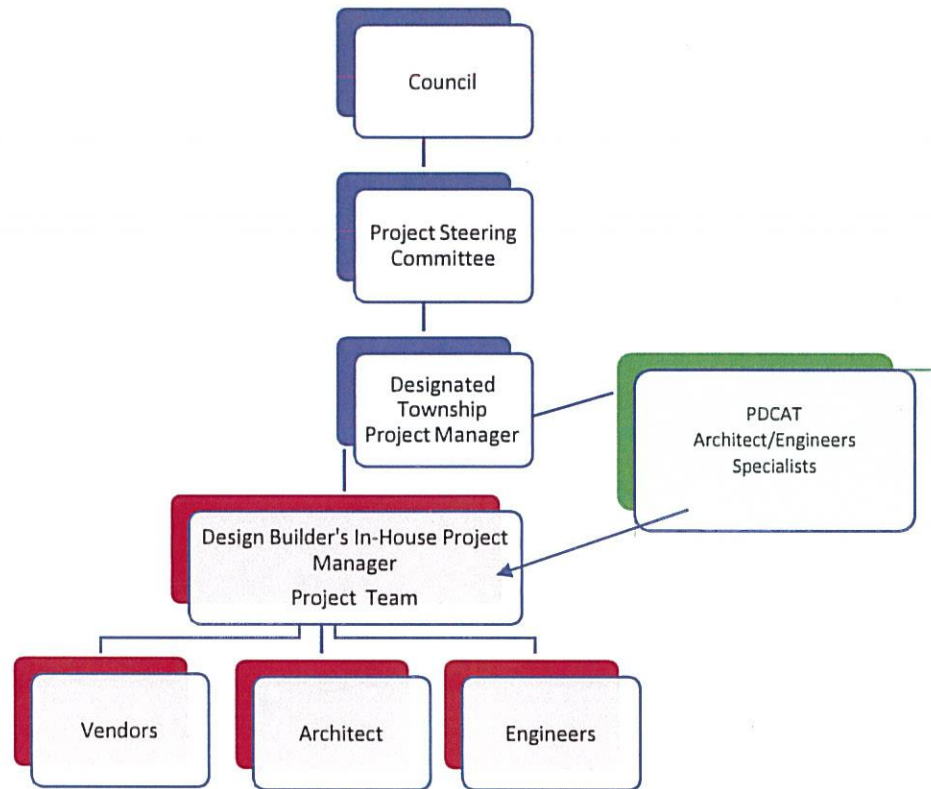 Council
Project Steering
Committee
Designated
Township
Project Manager
PDCAT
Architect/Engineers
Specialists
Design Builder's In-House Project
Manager
Project Team
Vendors
Architect
Engineers